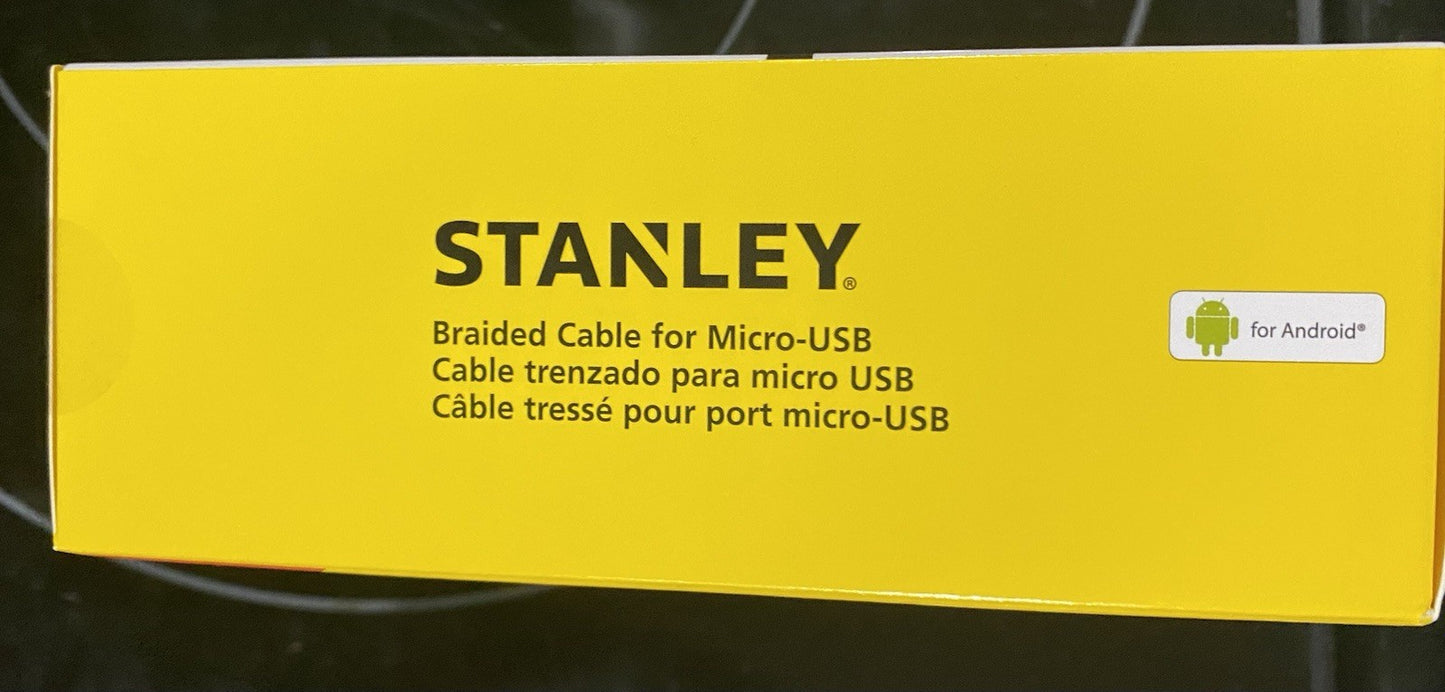 STANLEY®
Braided Cable for Micro-USB
Cable trenzado para micro USB
Câble tressé pour port micro-USB
for Android®